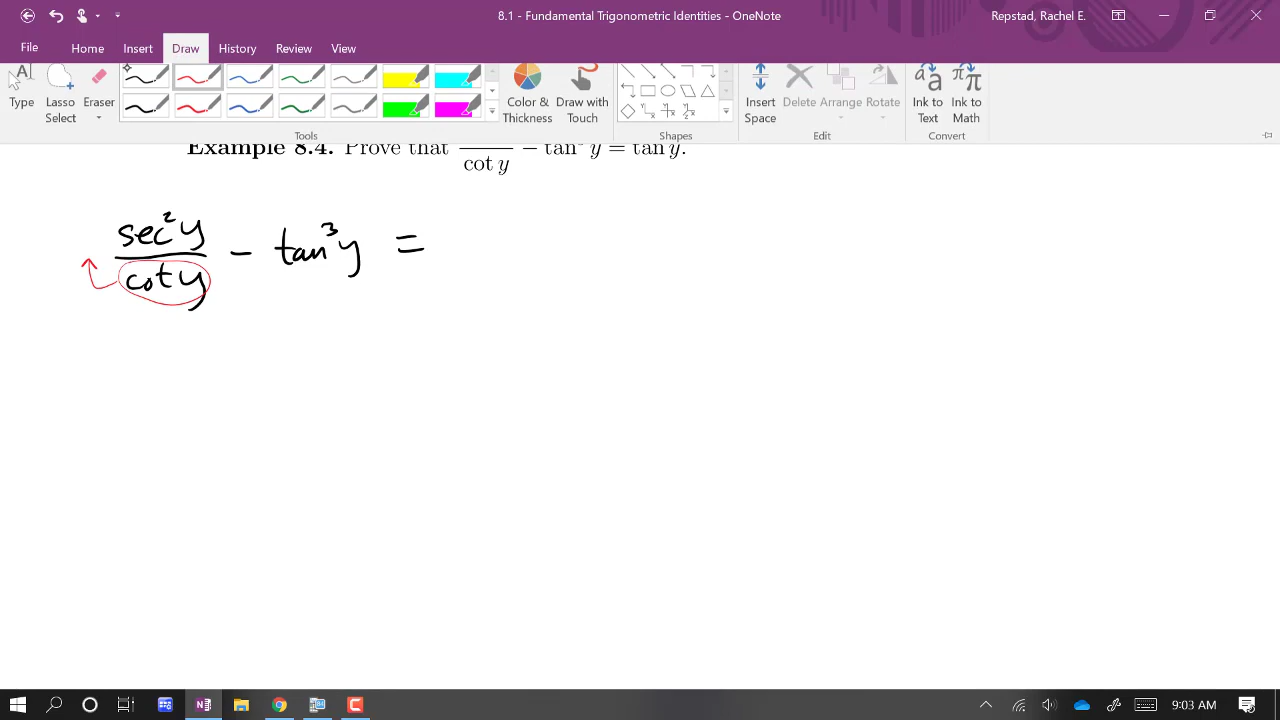 8.1 - Fundamental Trigonometric Identities - OneNote
Repstad, Rachel E.
File Home Insert Draw History Review View
Type
Lasso Select
Eraser
Color & Thickness
Draw with Touch
Insert Space
Delete
Arrange
Rotate
Ink to Text
Ink to Math
Tools
Shapes
Edit
Convert
Example 8.4. Prove that — / cot y − tan³ y = tan y.
sec²y / cot y − tan³y =
9:03 AM